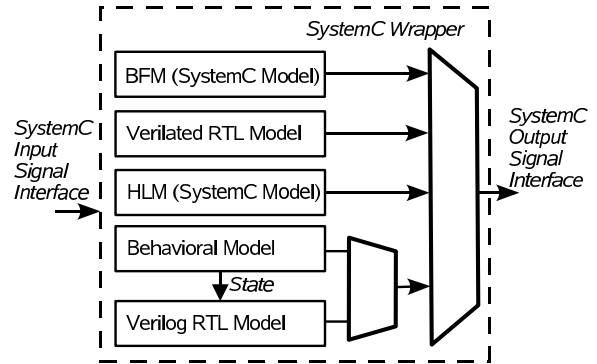 SystemC Wrapper
BFM (SystemC Model)
Verilated RTL Model
HLM (SystemC Model)
Behavioral Model
State
Verilog RTL Model
SystemC
Input
Signal
Interface
SystemC
Output
Signal
Interface